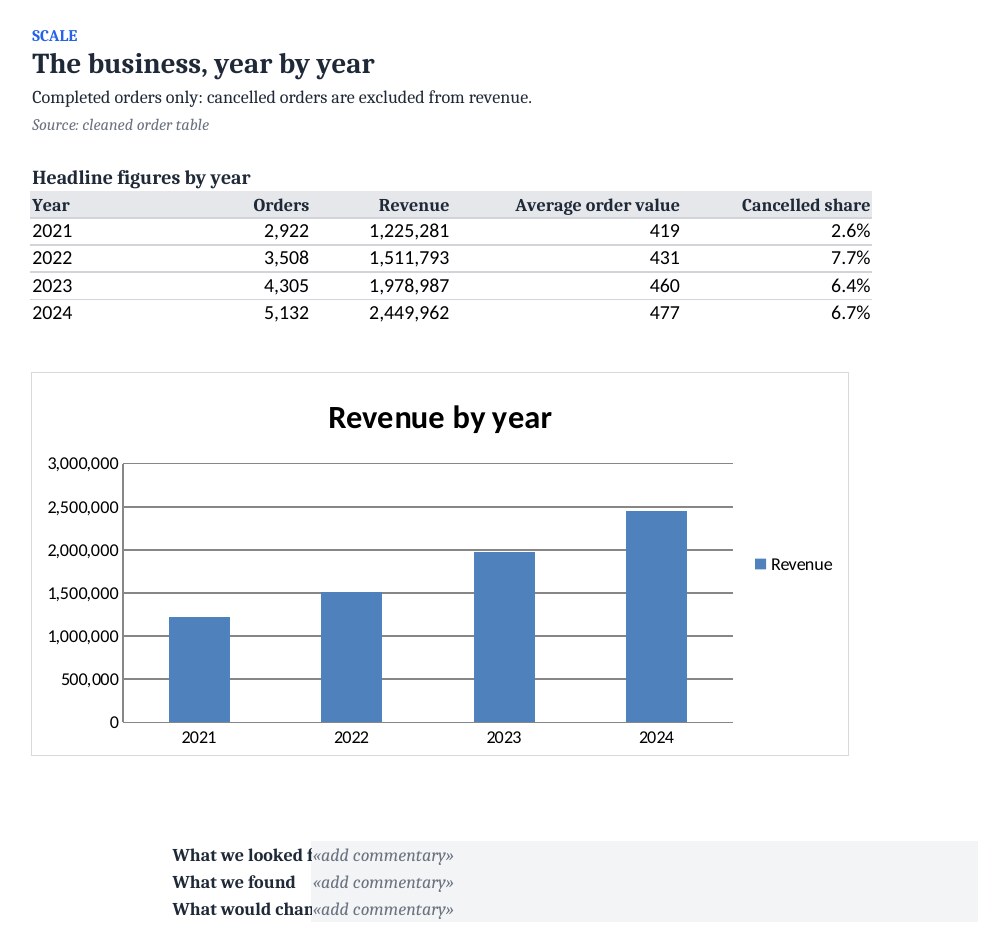 SCALE
The business, year by year
Completed orders only: cancelled orders are excluded from revenue.
Source: cleaned order table
Headline figures by year
Year Orders Revenue Average order value Cancelled share
2021 2,922 1,225,281 419 2.6%
2022 3,508 1,511,793 431 7.7%
2023 4,305 1,978,987 460 6.4%
2024 5,132 2,449,962 477 6.7%
Revenue by year
3,000,000
2,500,000
2,000,000
1,500,000
1,000,000
500,000
0
2021 2022 2023 2024
Revenue
What we looked «add commentary»
What we found «add commentary»
What would «add commentary»